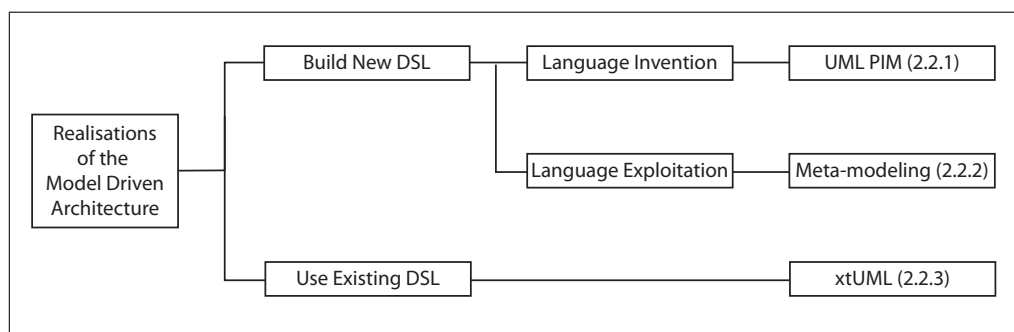 Realisations
of the
Model Driven
Architecture
Build New DSL
Language Invention
UML PIM (2.2.1)
Language Exploitation
Meta-modeling (2.2.2)
Use Existing DSL
xtUML (2.2.3)